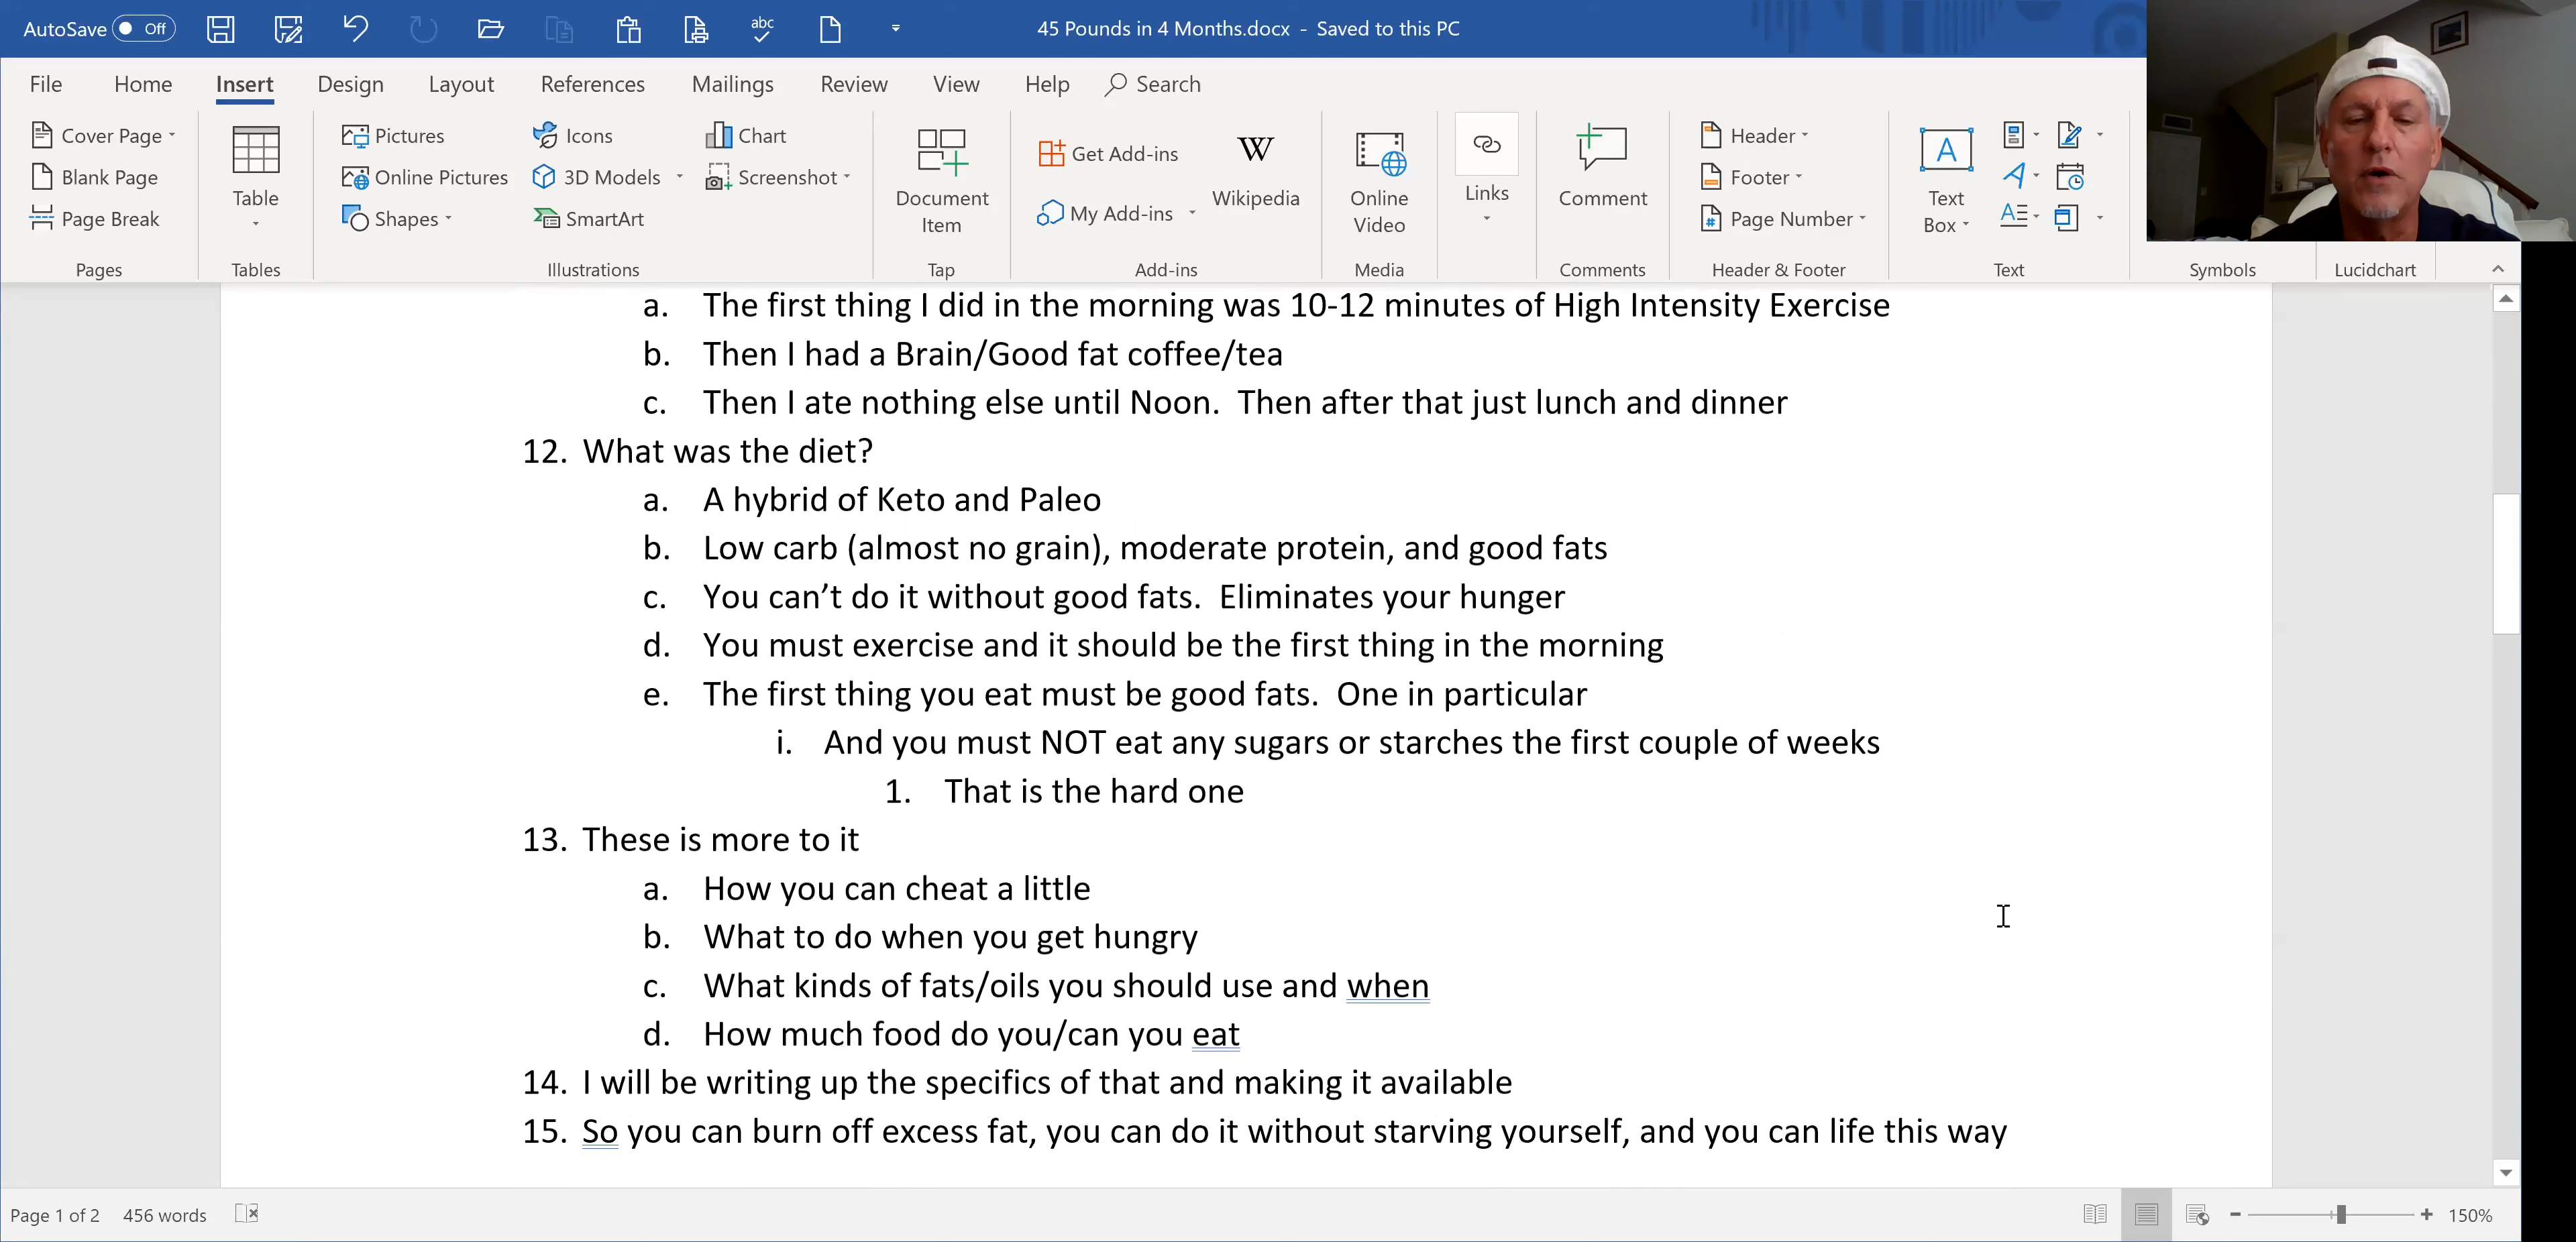 AutoSave Off
abc
45 Pounds in 4 Months.docx - Saved to this PC
File Home Insert Design Layout References Mailings Review View Help Search
Cover Page
Blank Page
Page Break
Pages
Table
Tables
Pictures
Online Pictures
Shapes
Icons
3D Models
SmartArt
Chart
Screenshot
Illustrations
Document
Item
Tap
Get Add-ins
My Add-ins
W
Wikipedia
Add-ins
Online
Video
Media
Links
Comment
Comments
Header
Footer
Page Number
Header & Footer
Text
Box
Text
Symbols
Lucidchart
a. The first thing I did in the morning was 10-12 minutes of High Intensity Exercise
b. Then I had a Brain/Good fat coffee/tea
c. Then I ate nothing else until Noon. Then after that just lunch and dinner
12. What was the diet?
a. A hybrid of Keto and Paleo
b. Low carb (almost no grain), moderate protein, and good fats
c. You can't do it without good fats. Eliminates your hunger
d. You must exercise and it should be the first thing in the morning
e. The first thing you eat must be good fats. One in particular
i. And you must NOT eat any sugars or starches the first couple of weeks
1. That is the hard one
13. These is more to it
a. How you can cheat a little
b. What to do when you get hungry
c. What kinds of fats/oils you should use and when
d. How much food do you/can you eat
14. I will be writing up the specifics of that and making it available
15. So you can burn off excess fat, you can do it without starving yourself, and you can life this way
Page 1 of 2 456 words
150%